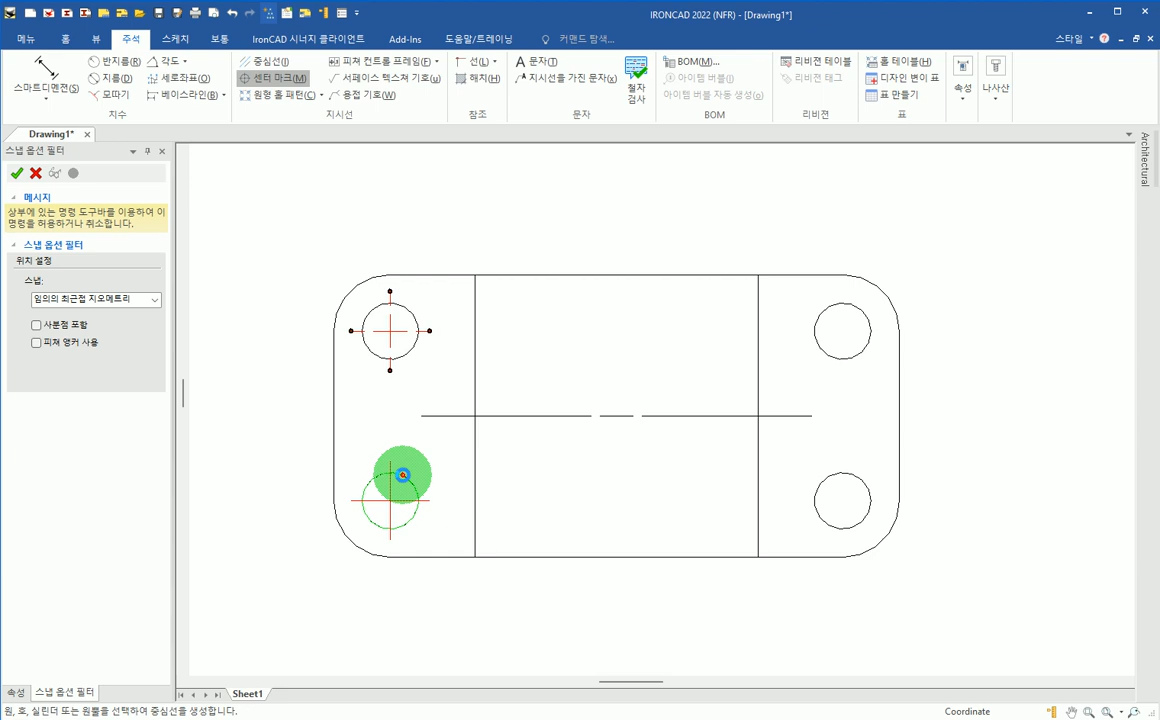 IRONCAD 2022 (NFR) - [Drawing1*]
메뉴 홈 뷰 주석 스케치 보통 IronCAD 시너지 클라이언트 Add-Ins 도움말/트레이닝 커맨드 탐색... 스타일
스마트디멘젼(S)
반지름(R) 각도
지름(D) 세로좌표(O)
모따기 베이스라인(B)
치수
중심선(I)
센터 마크(M)
원형 홀 패턴(C)
피쳐 컨트롤 프레임(F)
서페이스 텍스쳐 기호(u)
용접 기호(W)
지시선
선(L)
해치(H)
참조
문자(T)
지시선을 가진 문자(x)
철자
검사
문자
BOM(M)...
아이템 버블(I)
아이템 버블 자동 생성(o)
BOM
리비전 테이블
리비전 태그
리비젼
홀 테이블(H)
디자인 변이 표
표 만들기
표
속성
나사산
Drawing1*
스냅 옵션 필터
메시지
상부에 있는 명령 도구바를 이용하여 이
명령을 허용하거나 취소합니다.
스냅 옵션 필터
위치 설정
스냅:
임의의 최근접 지오메트리
사분점 포함
피쳐 앵커 사용
Architectural
속성 스냅 옵션 필터
Sheet1
원, 호, 실린더 또는 원뿔을 선택하여 중심선을 생성합니다.
Coordinate